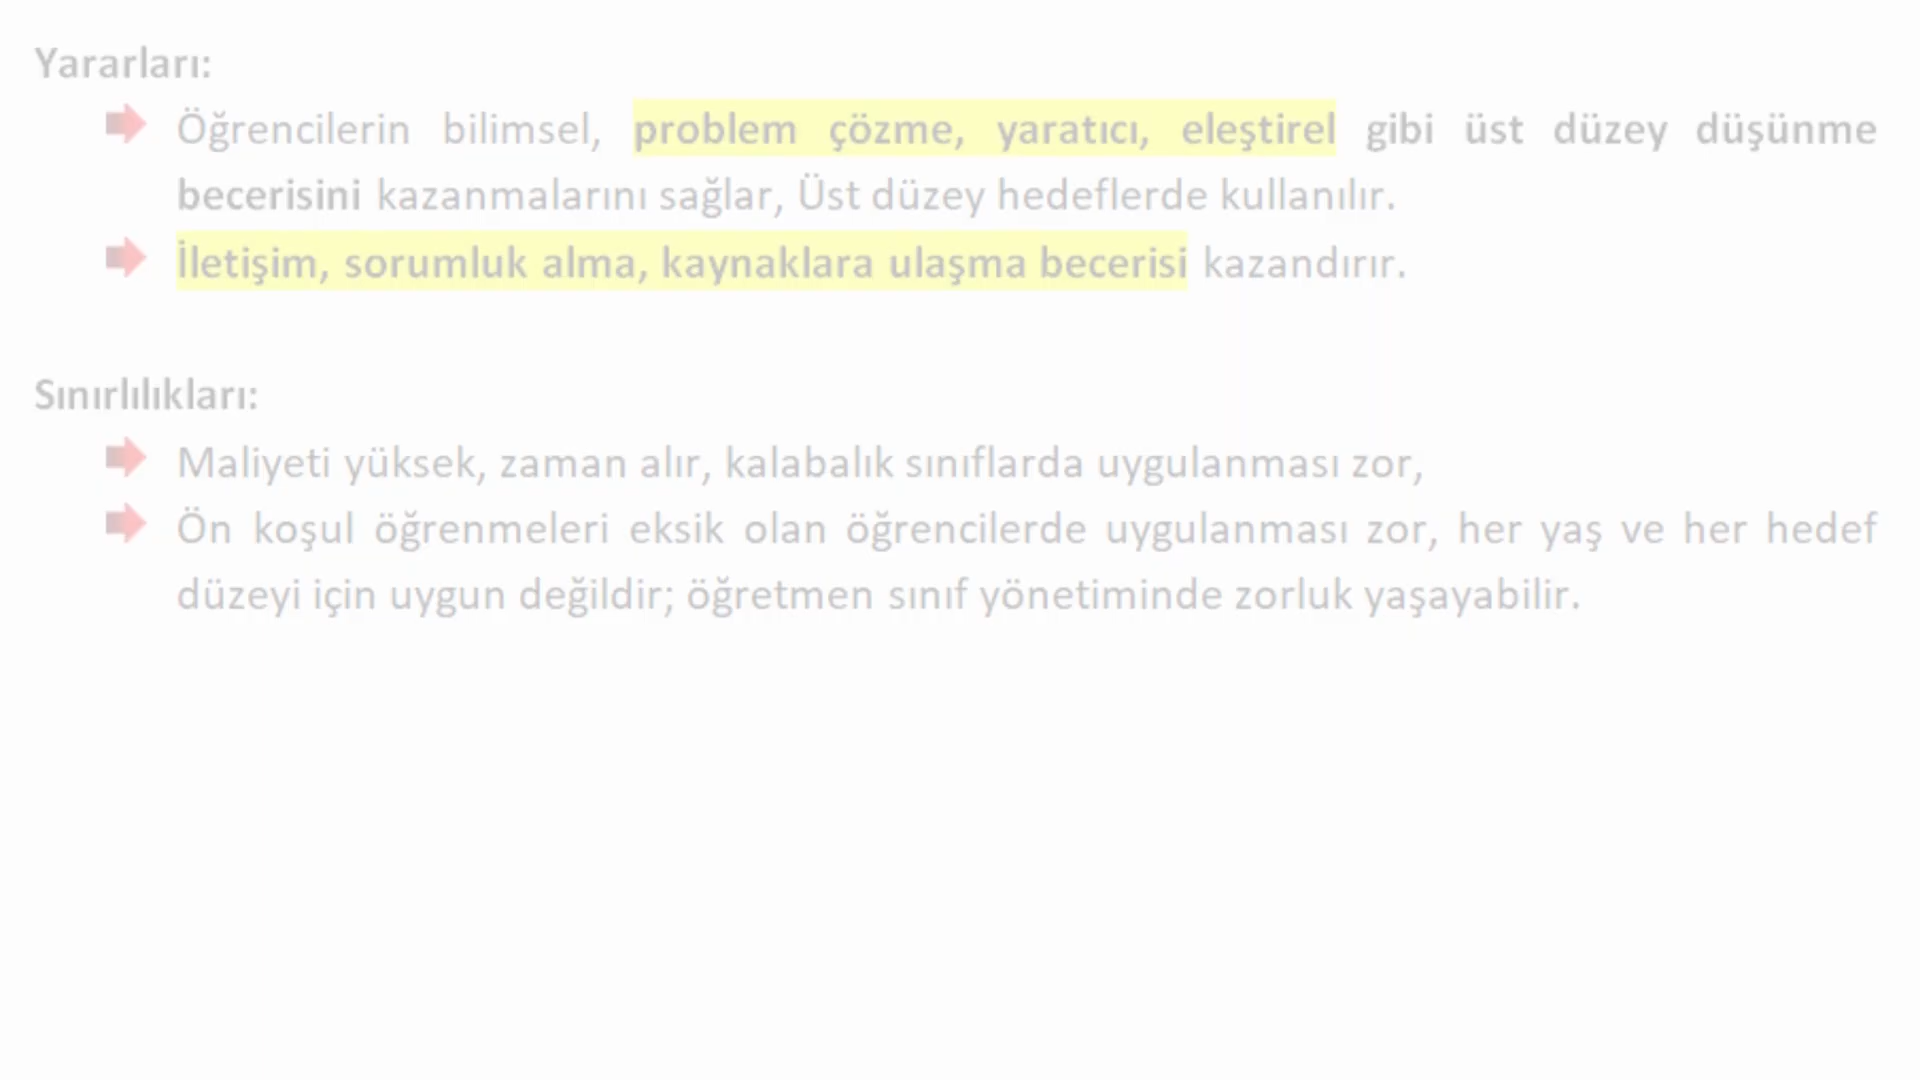 Yararları:
Öğrencilerin bilimsel, problem çözme, yaratıcı, eleştirel gibi üst düzey düşünme
becerisini kazanmalarını sağlar, Üst düzey hedeflerde kullanılır.
İletişim, sorumluk alma, kaynaklara ulaşma becerisi kazandırır.
Sınırlılıkları:
Maliyeti yüksek, zaman alır, kalabalık sınıflarda uygulanması zor,
Ön koşul öğrenmeleri eksik olan öğrencilerde uygulanması zor, her yaş ve her hedef
düzeyi için uygun değildir; öğretmen sınıf yönetiminde zorluk yaşayabilir.